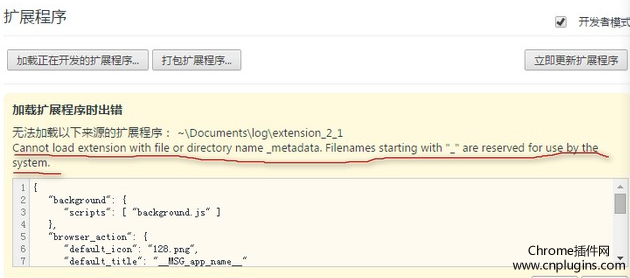 扩展程序
开发者模式
加载正在开发的扩展程序...
打包扩展程序...
立即更新扩展程序
加载扩展程序时出错
无法加载以下来源的扩展程序： ~\Documents\log\extension_2_1
Cannot load extension with file or directory name _metadata. Filenames starting with "_" are reserved for use by the
system.
1 {
2 "background": {
3 "scripts": [ "background.js" ]
4 },
5 "browser_action": {
6 "default_icon": "128.png",
7 "default_title": "__MSG_app_name__"
Chrome插件网
www.cnplugins.com